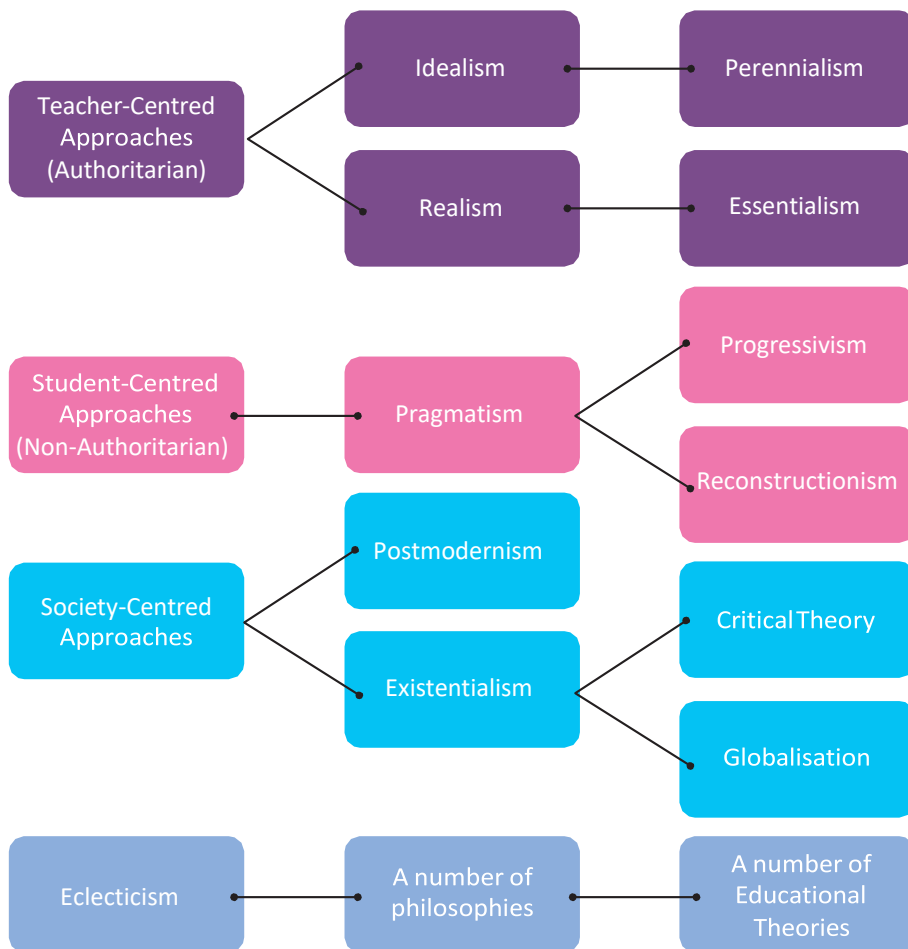 Teacher-Centred
Approaches
(Authoritarian)
Idealism
Perennialism
Realism
Essentialism
Student-Centred
Approaches
(Non-Authoritarian)
Pragmatism
Progressivism
Reconstructionism
Society-Centred
Approaches
Postmodernism
Existentialism
Critical Theory
Globalisation
Eclecticism
A number of
philosophies
A number of
Educational
Theories